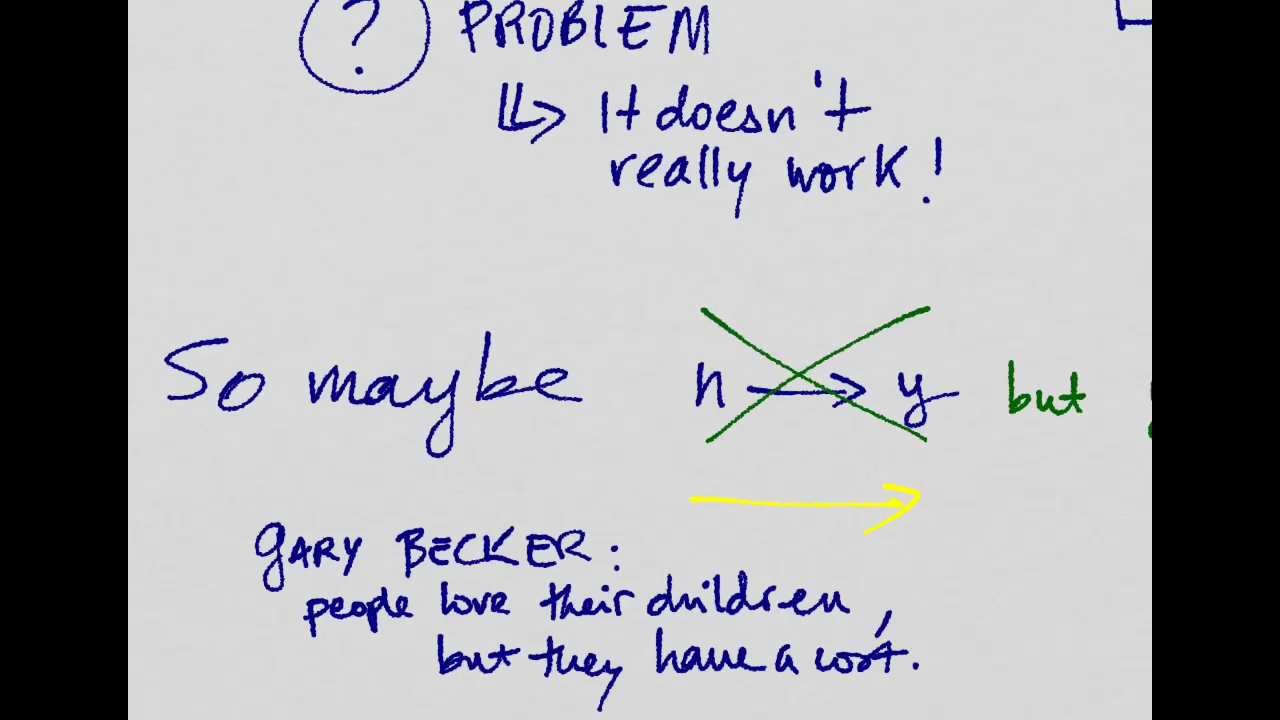 ? PROBLEM
It doesn't
really work!
So maybe n → y but
GARY BECKER:
people love their children,
but they have a cost.